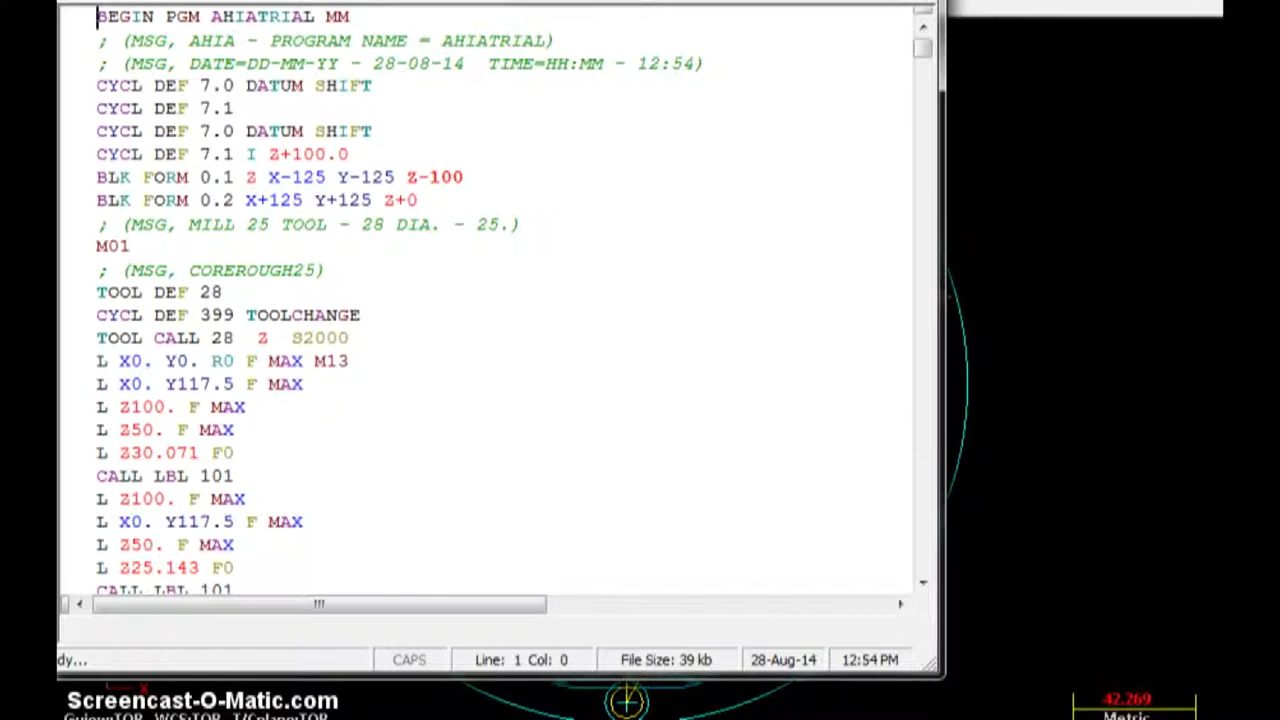 BEGIN PGM AHIATRIAL MM
; (MSG, AHIA - PROGRAM NAME = AHIATRIAL)
; (MSG, DATE=DD-MM-YY - 28-08-14  TIME=HH:MM - 12:54)
CYCL DEF 7.0 DATUM SHIFT
CYCL DEF 7.1
CYCL DEF 7.0 DATUM SHIFT
CYCL DEF 7.1 I Z+100.0
BLK FORM 0.1 Z X-125 Y-125 Z-100
BLK FORM 0.2 X+125 Y+125 Z+0
; (MSG, MILL 25 TOOL - 28 DIA. - 25.)
M01
; (MSG, COREROUGH25)
TOOL DEF 28
CYCL DEF 399 TOOLCHANGE
TOOL CALL 28  Z  S2000
L X0. Y0. R0 F MAX M13
L X0. Y117.5 F MAX
L Z100. F MAX
L Z50. F MAX
L Z30.071 F0
CALL LBL 101
L Z100. F MAX
L X0. Y117.5 F MAX
L Z50. F MAX
L Z25.143 F0
CALL LBL 101
dy... CAPS Line: 1 Col: 0 File Size: 39 kb 28-Aug-14 12:54 PM
X
Screencast-O-Matic.com
42.269
Metric